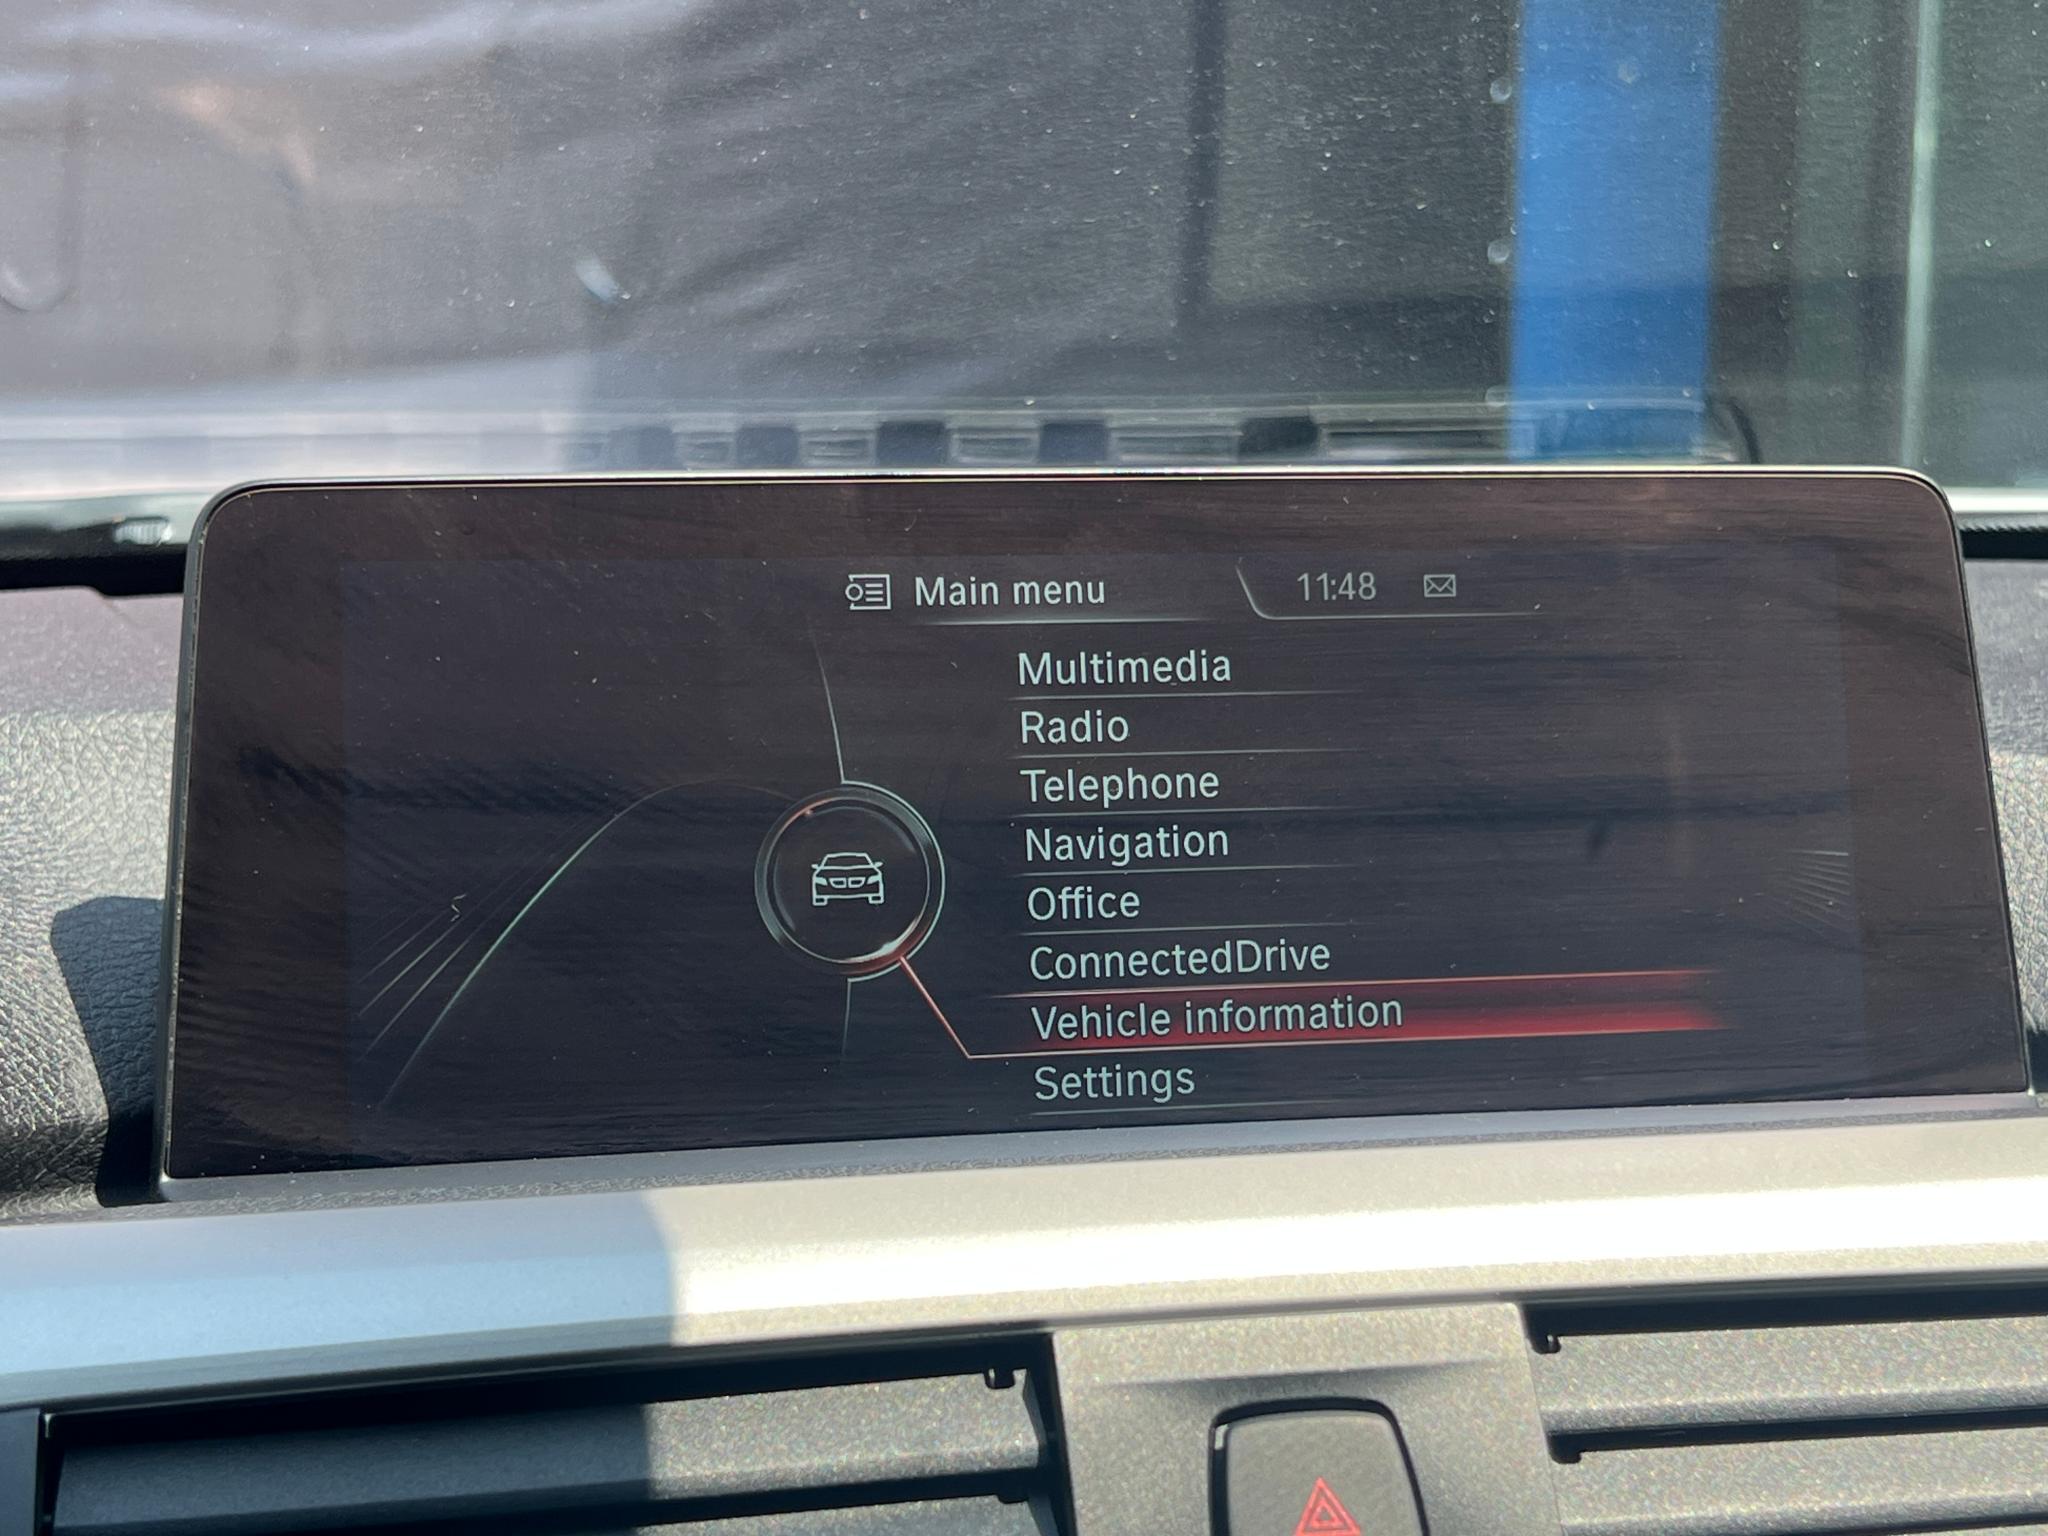 Main menu
11:48
Multimedia
Radio
Telephone
Navigation
Office
ConnectedDrive
Vehicle information
Settings